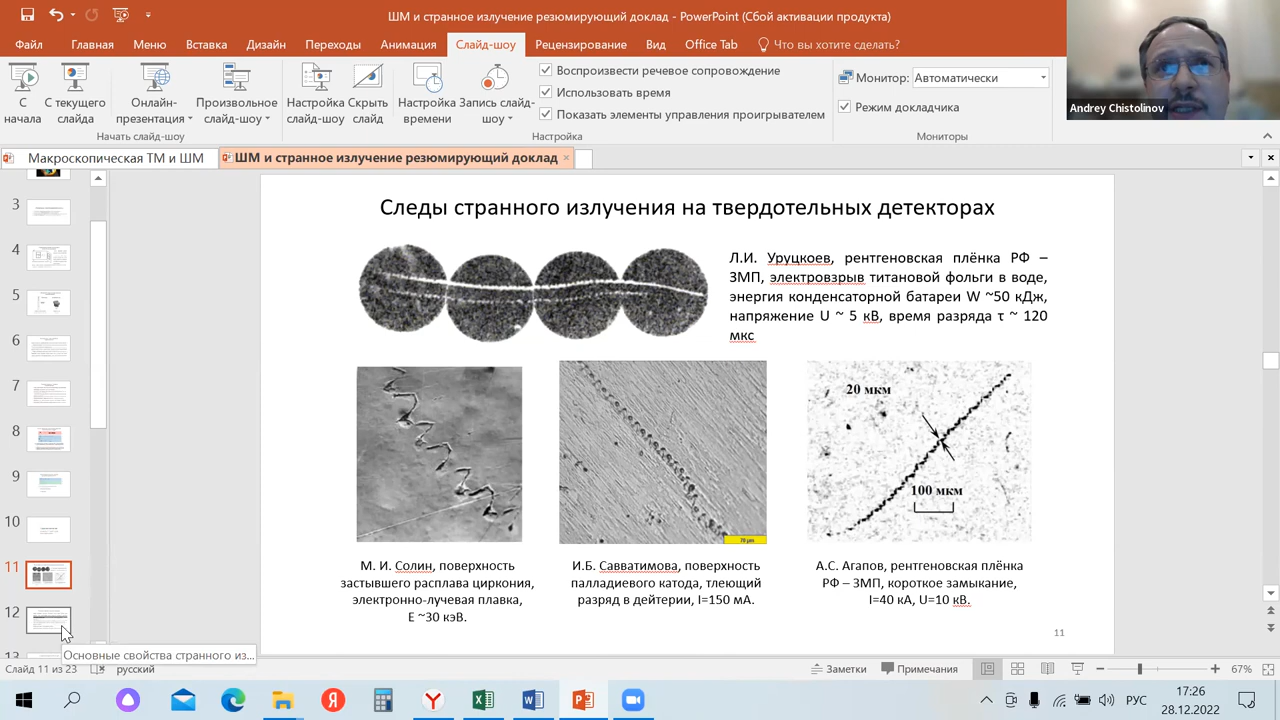 ШМ и странное излучение резюмирующий доклад - PowerPoint (Сбой активации продукта)
Файл Главная Меню Вставка Дизайн Переходы Анимация Слайд-шоу Рецензирование Вид Office Tab Что вы хотите сделать?
С начала
С текущего слайда
Онлайн-презентация
Произвольное слайд-шоу
Начать слайд-шоу
Настройка слайд-шоу
Скрыть слайд
Настройка времени
Запись слайд-шоу
Воспроизвести речевое сопровождение
Использовать время
Показать элементы управления проигрывателем
Настройка
Монитор: Автоматически
Режим докладчика
Мониторы
Andrey Chistolinov
Макроскопическая ТМ и ШМ
ШМ и странное излучение резюмирующий доклад
3
4
5
6
7
8
9
10
11
12
13
Следы странного излучения на твердотельных детекторах
Л.И. Уруцкоев, рентгеновская плёнка РФ –
ЗМП, электровзрыв титановой фольги в воде,
энергия конденсаторной батареи W ~50 кДж,
напряжение U ~ 5 кВ, время разряда τ ~ 120
мкс
20 мкм
100 мкм
М. И. Солин, поверхность
застывшего расплава циркония,
электронно-лучевая плавка,
E ~30 кэВ.
И.Б. Савватимова, поверхность
палладиевого катода, тлеющий
разряд в дейтерии, I=150 мА.
А.С. Агапов, рентгеновская плёнка
РФ – ЗМП, короткое замыкание,
I=40 кА, U=10 кВ.
11
Основные свойства странного из...
Слайд 11 из 23 русский
Заметки Примечания 67%
РУС
17:26
28.12.2022